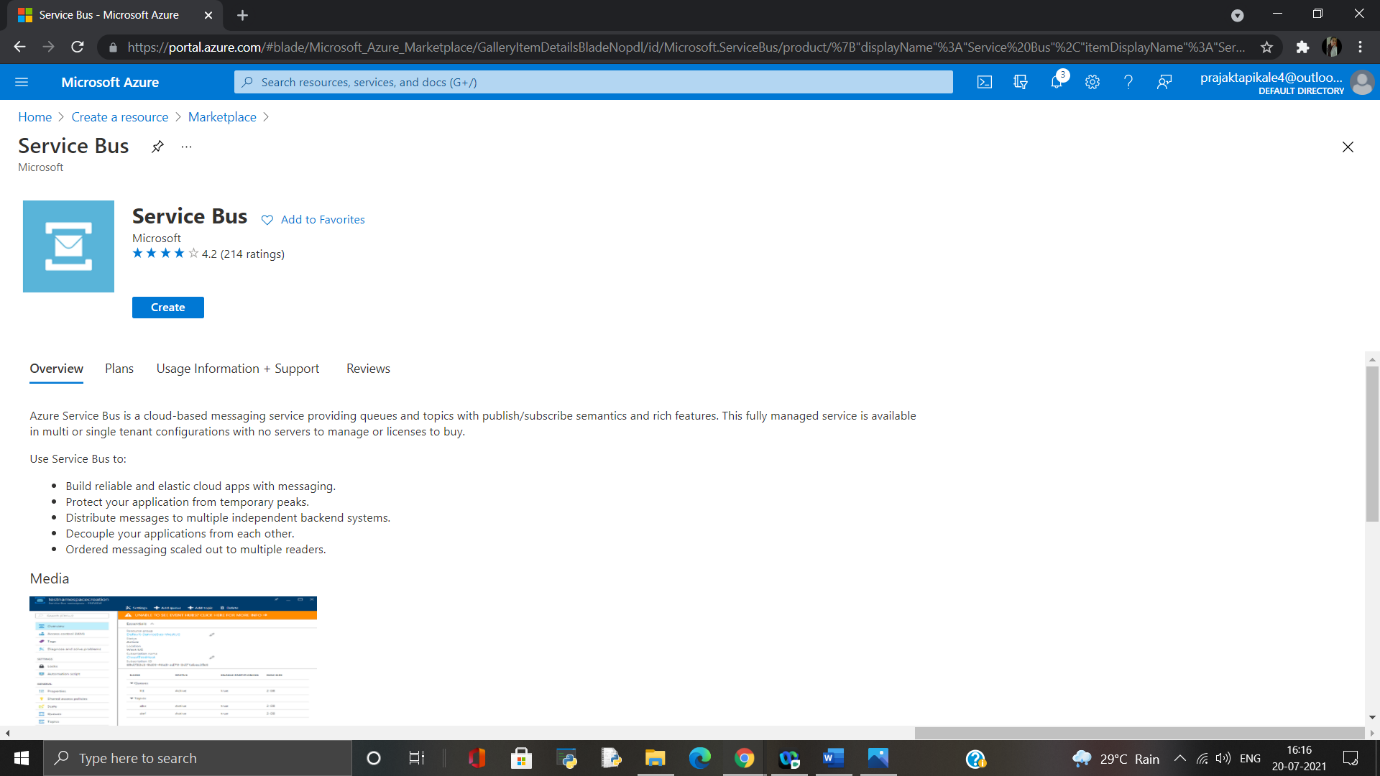 Service Bus - Microsoft Azure
https://portal.azure.com/#blade/Microsoft_Azure_Marketplace/GalleryItemDetailsBladeNopdl/id/Microsoft.ServiceBus/product/%7B"displayName"%3A"Service%20Bus"%2C"itemDisplayName"%3A"Ser...
Microsoft Azure
Search resources, services, and docs (G+/)
3
prajaktapikale4@outloo...
DEFAULT DIRECTORY
Home > Create a resource > Marketplace >
Service Bus ...
Microsoft
Service Bus Add to Favorites
Microsoft
4.2 (214 ratings)
Create
Overview Plans Usage Information + Support Reviews
Azure Service Bus is a cloud-based messaging service providing queues and topics with publish/subscribe semantics and rich features. This fully managed service is available
in multi or single tenant configurations with no servers to manage or licenses to buy.
Use Service Bus to:
• Build reliable and elastic cloud apps with messaging.
• Protect your application from temporary peaks.
• Distribute messages to multiple independent backend systems.
• Decouple your applications from each other.
• Ordered messaging scaled out to multiple readers.
Media
Type here to search
29°C Rain
ENG
16:16
20-07-2021